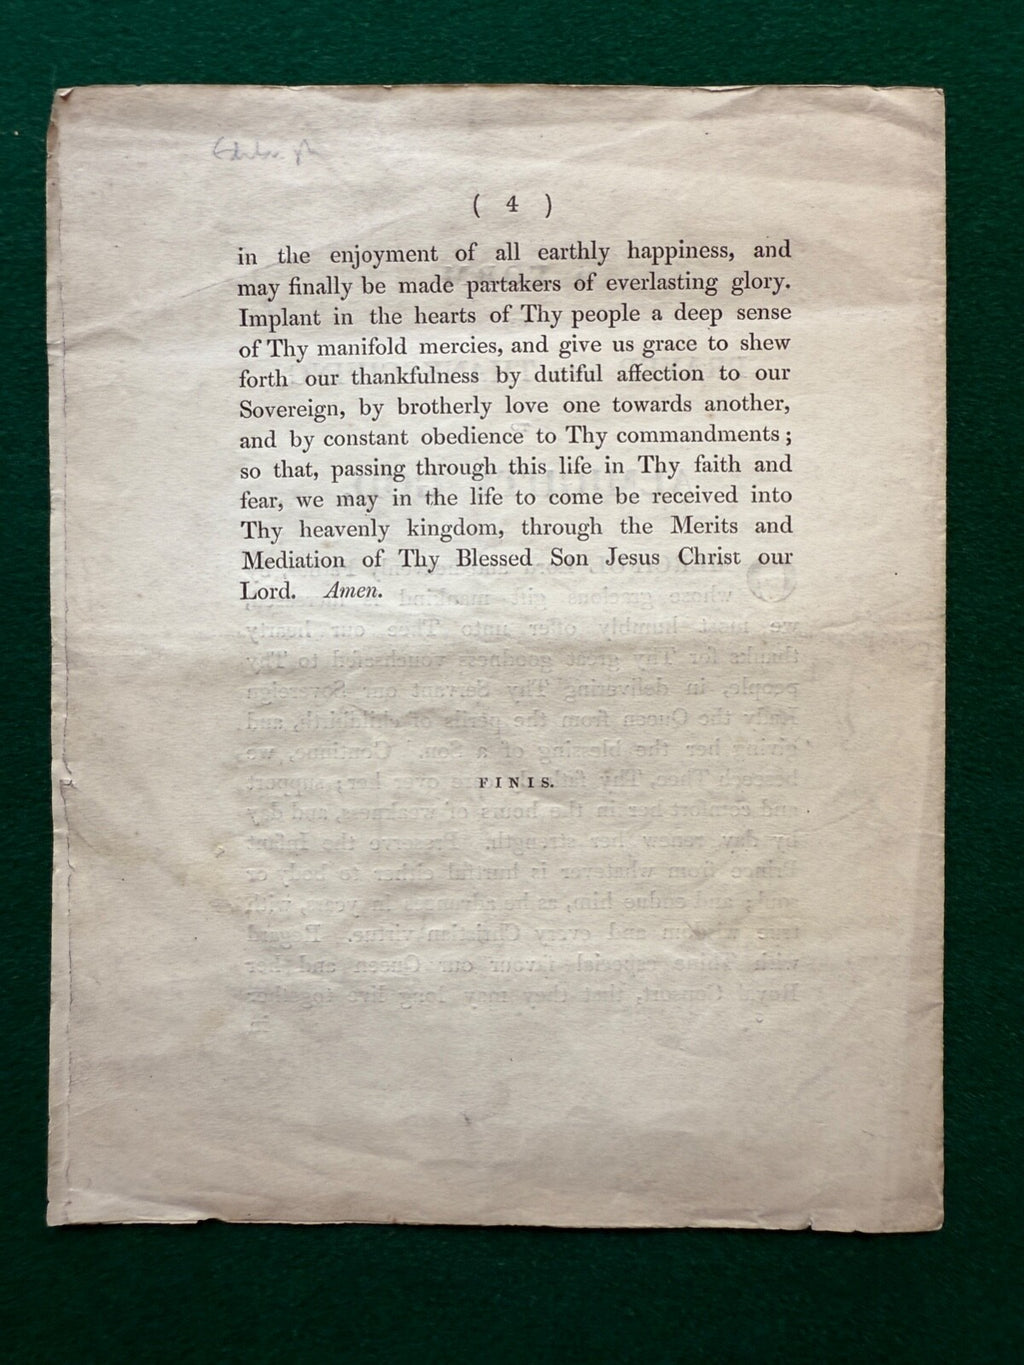 ( 4 )
in the enjoyment of all earthly happiness, and
may finally be made partakers of everlasting glory.
Implant in the hearts of Thy people a deep sense
of Thy manifold mercies, and give us grace to shew
forth our thankfulness by dutiful affection to our
Sovereign, by brotherly love one towards another,
and by constant obedience to Thy commandments;
so that, passing through this life in Thy faith and
fear, we may in the life to come be received into
Thy heavenly kingdom, through the Merits and
Mediation of Thy Blessed Son Jesus Christ our
Lord. Amen.
FINIS.